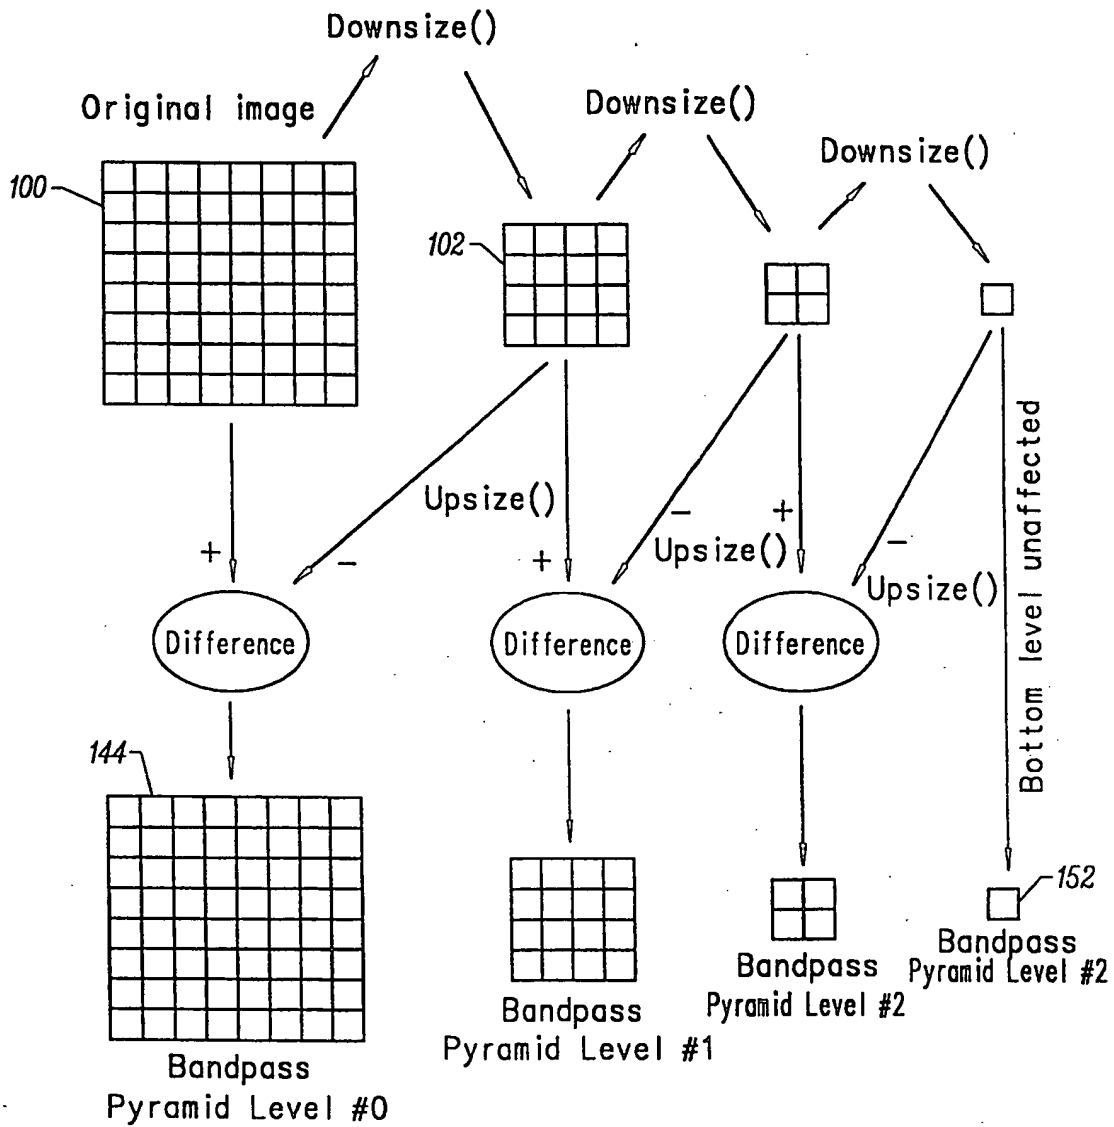 Downsize()
Original image
Downsize()
Downsize()
100
102
Upsize()
Upsize()
Upsize()
+
-
+
-
+
-
Bottom level unaffected
Difference
Difference
Difference
144
152
Bandpass
Pyramid Level #2
Bandpass
Pyramid Level #2
Bandpass
Pyramid Level #1
Bandpass
Pyramid Level #0